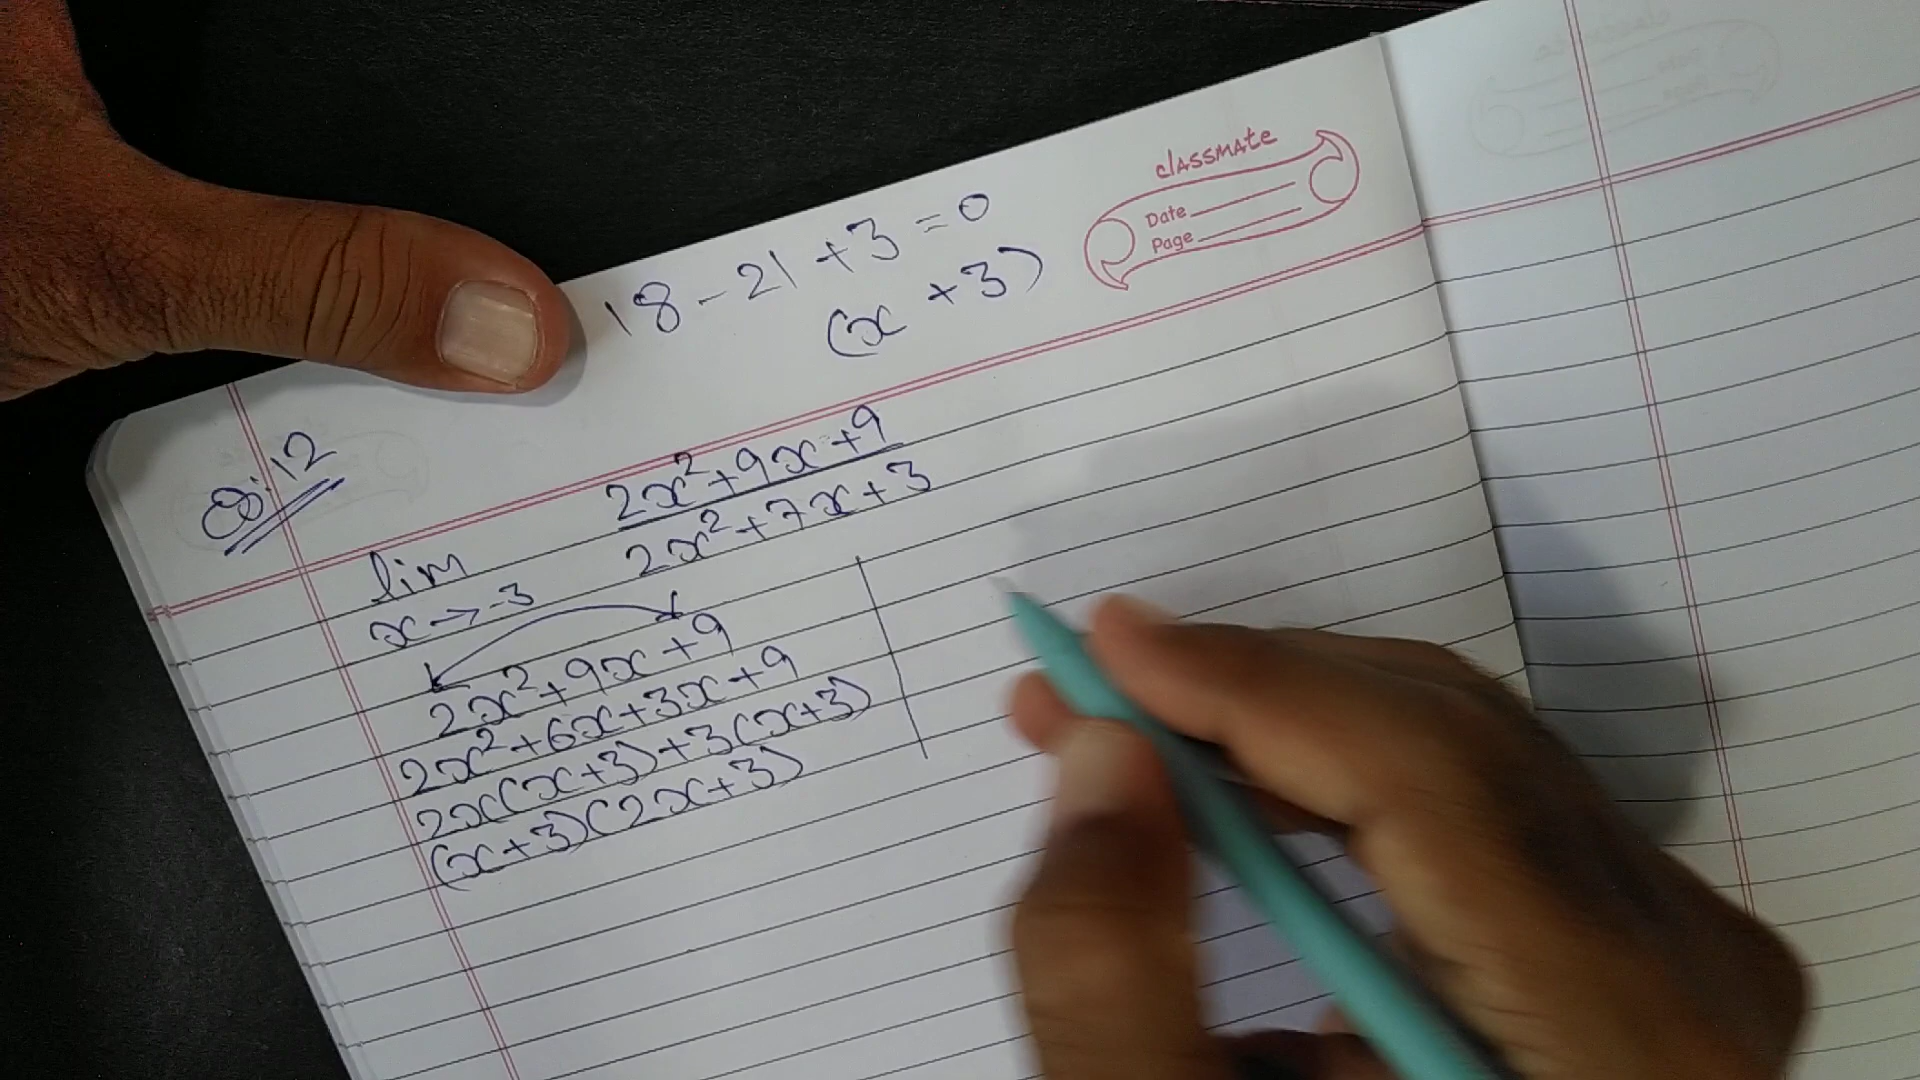 classmate
Date
Page
18-21+3=0
(x+3)
Q:12
lim
x→-3
2x²+9x+9
2x²+7x+3
2x²+9x+9
2x²+6x+3x+9
2x(x+3)+3(x+3)
(x+3)(2x+3)